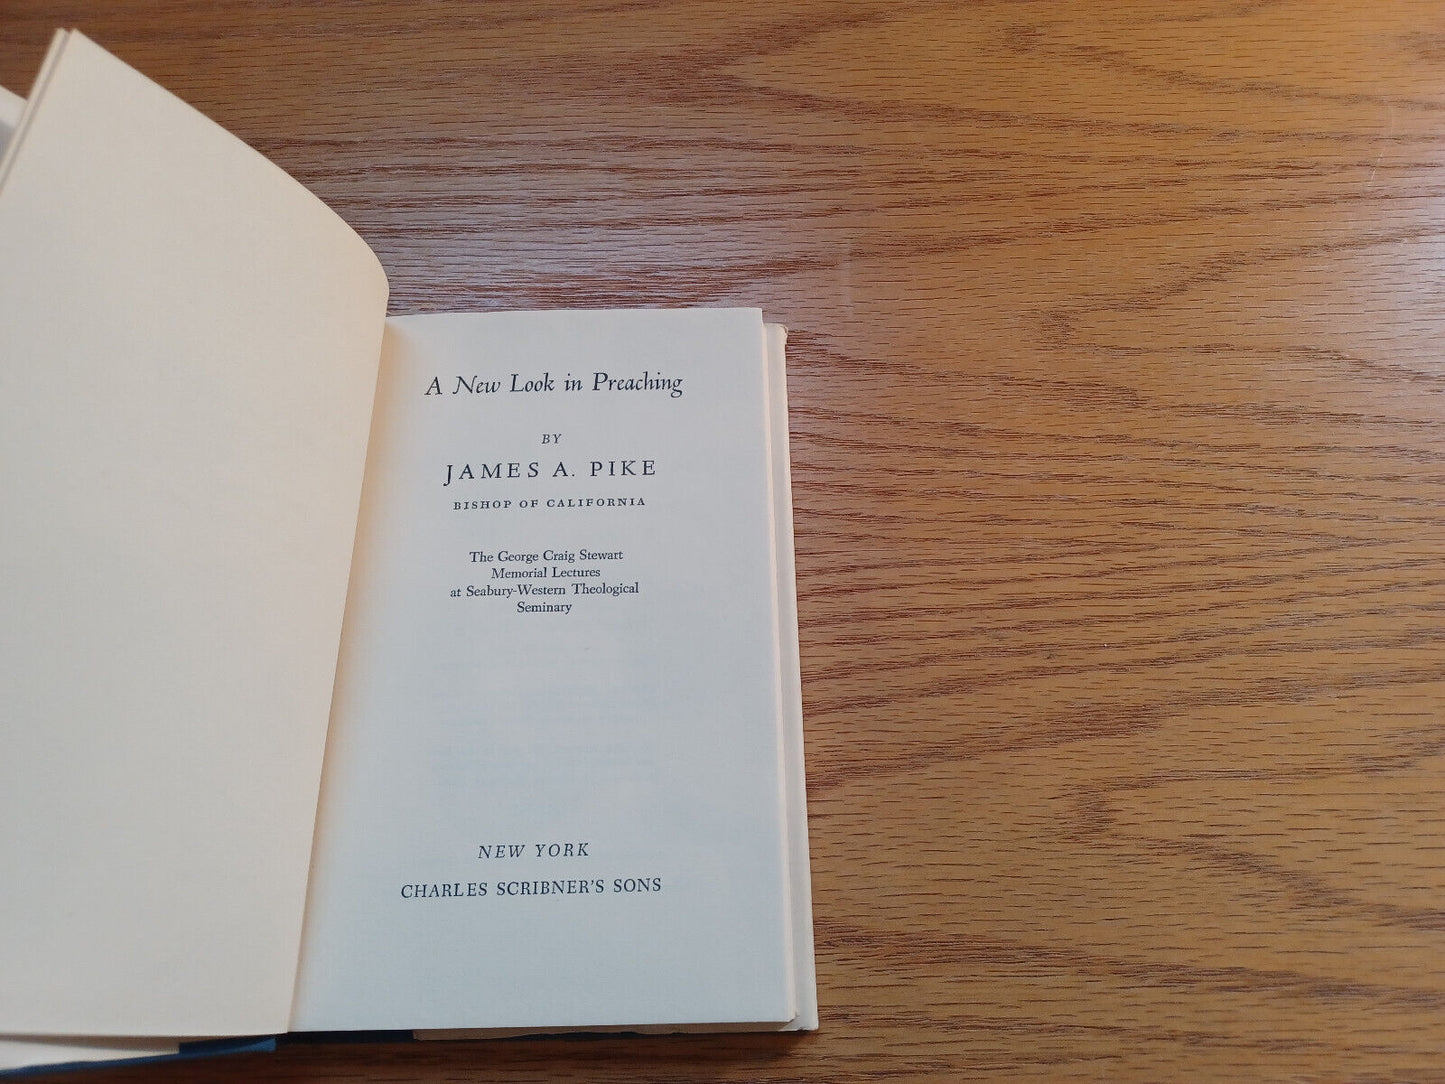 A New Look in Preaching
BY
JAMES A. PIKE
BISHOP OF CALIFORNIA
The George Craig Stewart
Memorial Lectures
at Seabury-Western Theological
Seminary
NEW YORK
CHARLES SCRIBNER'S SONS